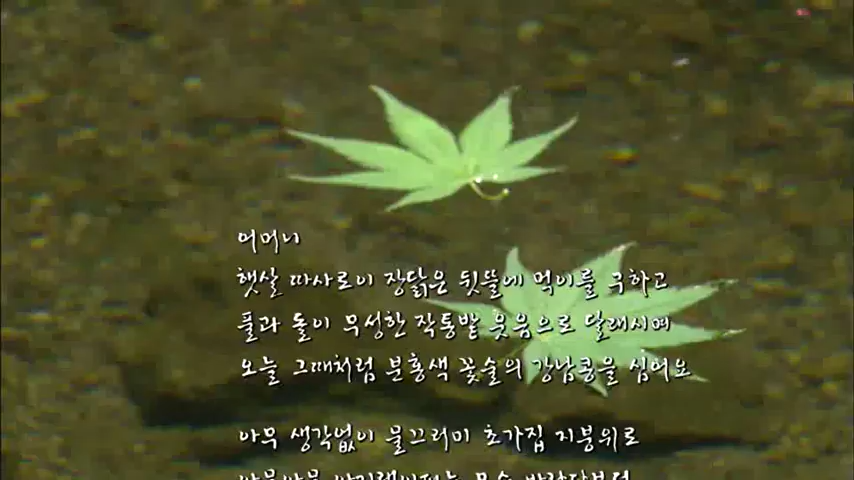 어머니
햇살 따사로이 장닭은 뒷뜰에 먹이를 구하고
풀과 돌이 무성한 작통밭 웃음으로 달래시며
오늘 그때처럼 분홍색 꽃술의 강남콩을 심어요
아무 생각없이 물끄러미 초가집 지붕위로